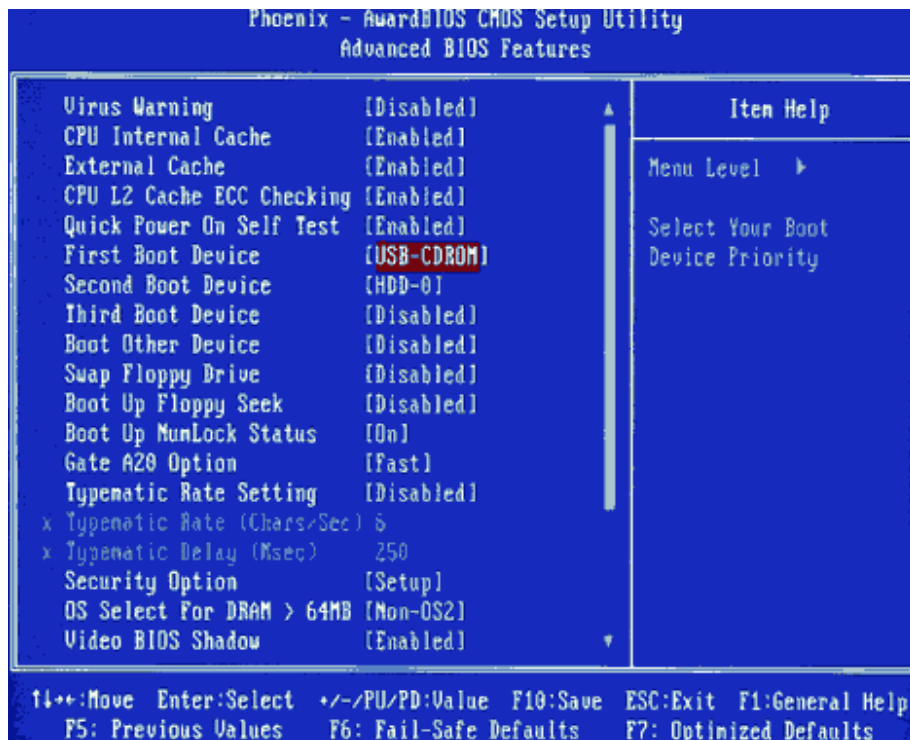 Phoenix - AwardBIOS CMOS Setup Utility
Advanced BIOS Features
Virus Warning [Disabled]
CPU Internal Cache [Enabled]
External Cache [Enabled]
CPU L2 Cache ECC Checking [Enabled]
Quick Power On Self Test [Enabled]
First Boot Device [USB-CDROM]
Second Boot Device [HDD-0]
Third Boot Device [Disabled]
Boot Other Device [Disabled]
Swap Floppy Drive [Disabled]
Boot Up Floppy Seek [Disabled]
Boot Up NumLock Status [On]
Gate A20 Option [Fast]
Typematic Rate Setting [Disabled]
x Typematic Rate (Chars/Sec) 6
x Typematic Delay (Msec) 250
Security Option [Setup]
OS Select For DRAM > 64MB [Non-OS2]
Video BIOS Shadow [Enabled]
Item Help
Menu Level ▶
Select Your Boot
Device Priority
↑↓→←:Move Enter:Select +/-/PU/PD:Value F10:Save ESC:Exit F1:General Help
F5: Previous Values F6: Fail-Safe Defaults F7: Optimized Defaults